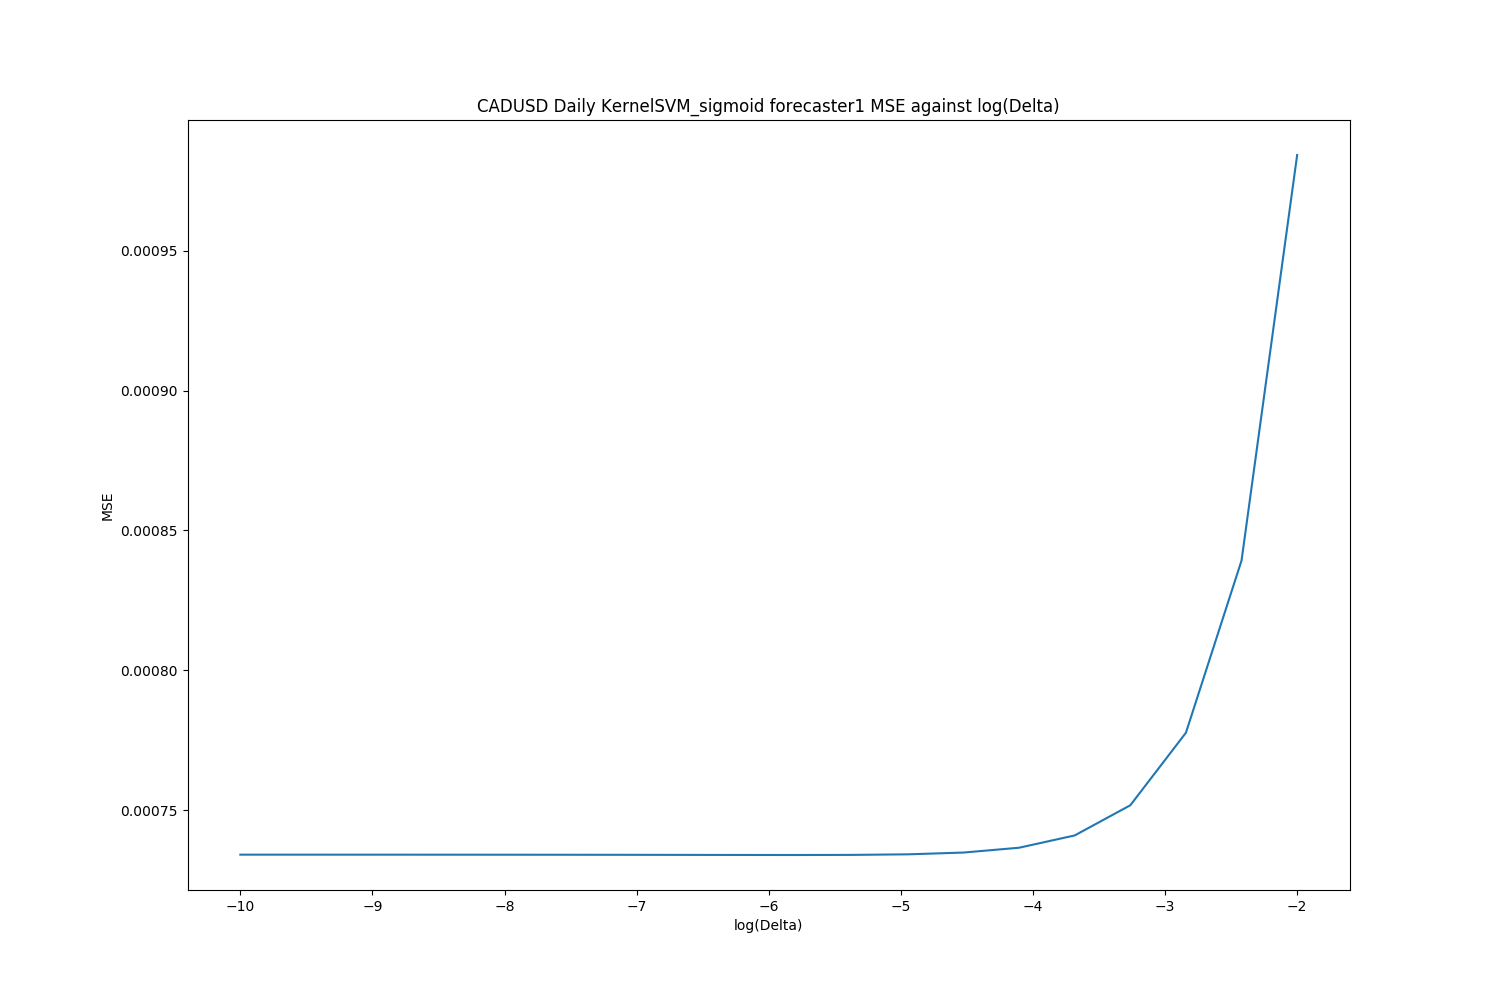 CADUSD Daily KernelSVM_sigmoid forecaster1 MSE against log(Delta)
0.00095
0.00090
0.00085
0.00080
0.00075
MSE
−10 −9 −8 −7 −6 −5 −4 −3 −2
log(Delta)